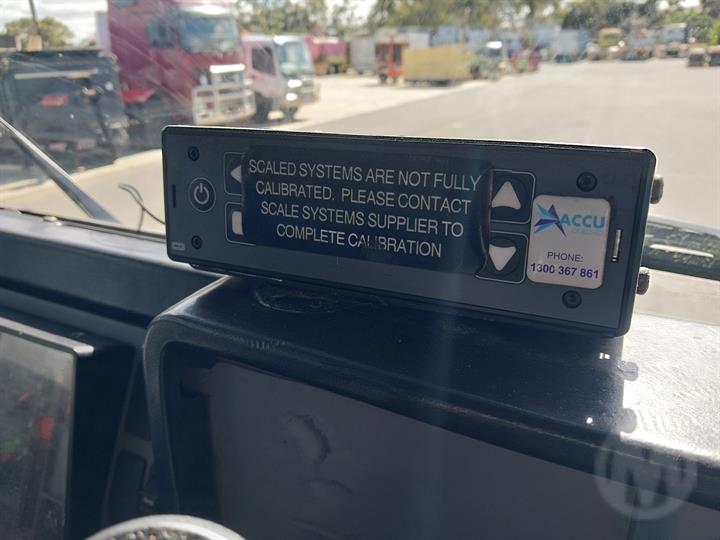 SCALED SYSTEMS ARE NOT FULLY
CALIBRATED. PLEASE CONTACT
SCALE SYSTEMS SUPPLIER TO
COMPLETE CALIBRATION
ACCU
PHONE:
1300 367 861
M